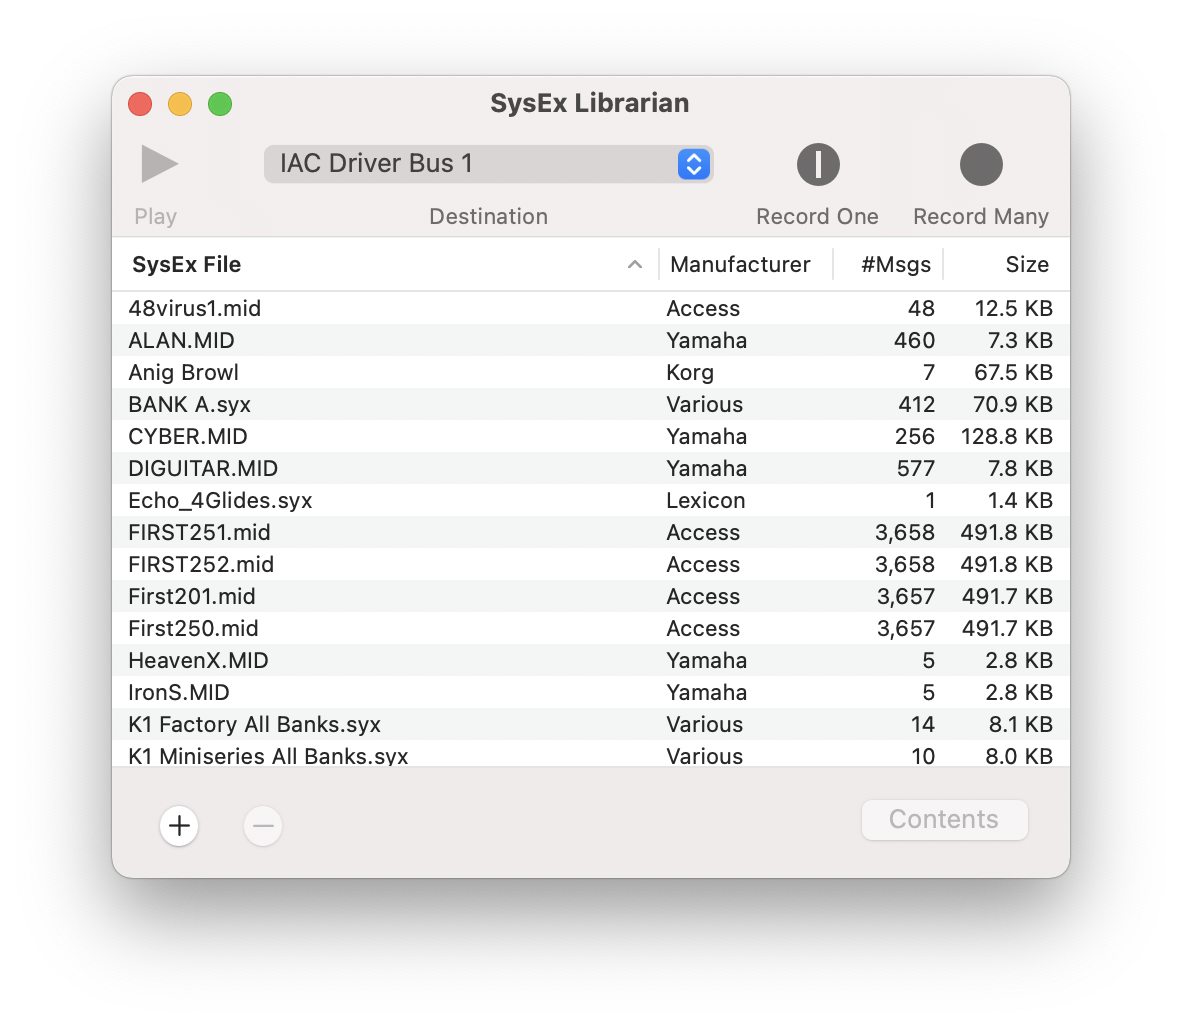 SysEx Librarian
IAC Driver Bus 1
Play Destination Record One Record Many
SysEx File Manufacturer #Msgs Size
48virus1.mid Access 48 12.5 KB
ALAN.MID Yamaha 460 7.3 KB
Anig Browl Korg 7 67.5 KB
BANK A.syx Various 412 70.9 KB
CYBER.MID Yamaha 256 128.8 KB
DIGUITAR.MID Yamaha 577 7.8 KB
Echo_4Glides.syx Lexicon 1 1.4 KB
FIRST251.mid Access 3,658 491.8 KB
FIRST252.mid Access 3,658 491.8 KB
First201.mid Access 3,657 491.7 KB
First250.mid Access 3,657 491.7 KB
HeavenX.MID Yamaha 5 2.8 KB
IronS.MID Yamaha 5 2.8 KB
K1 Factory All Banks.syx Various 14 8.1 KB
K1 Miniseries All Banks.syx Various 10 8.0 KB
Contents